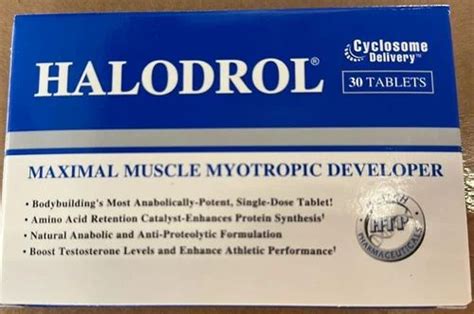 Cyclosome
Delivery™
HALODROL®
30 TABLETS
MAXIMAL MUSCLE MYOTROPIC DEVELOPER
• Bodybuilding's Most Anabolically-Potent, Single-Dose Tablet!
• Amino Acid Retention Catalyst-Enhances Protein Synthesis†
• Natural Anabolic and Anti-Proteolytic Formulation
• Boost Testosterone Levels and Enhance Athletic Performance†
HTP
PHARMACEUTICALS